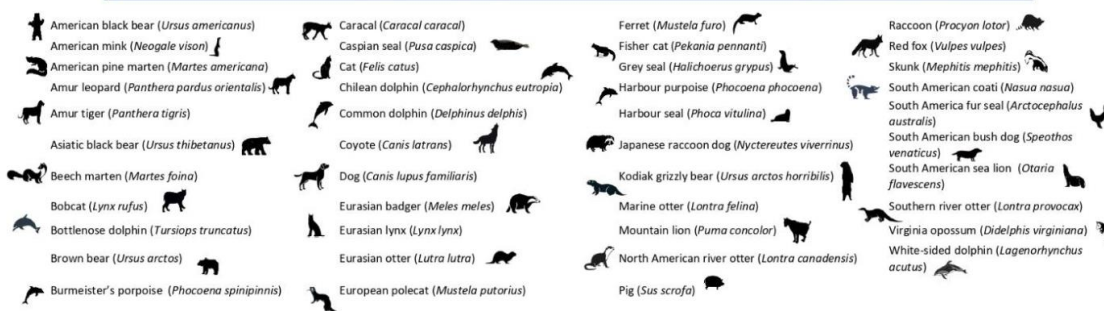 American black bear (Ursus americanus)
American mink (Neogale vison)
American pine marten (Martes americana)
Amur leopard (Panthera pardus orientalis)
Amur tiger (Panthera tigris)
Asiatic black bear (Ursus thibetanus)
Beech marten (Martes foina)
Bobcat (Lynx rufus)
Bottlenose dolphin (Tursiops truncatus)
Brown bear (Ursus arctos)
Burmeister's porpoise (Phocoena spinipinnis)
Caracal (Caracal caracal)
Caspian seal (Pusa caspica)
Cat (Felis catus)
Chilean dolphin (Cephalorhynchus eutropia)
Common dolphin (Delphinus delphis)
Coyote (Canis latrans)
Dog (Canis lupus familiaris)
Eurasian badger (Meles meles)
Eurasian lynx (Lynx lynx)
Eurasian otter (Lutra lutra)
European polecat (Mustela putorius)
Ferret (Mustela furo)
Fisher cat (Pekania pennanti)
Grey seal (Halichoerus grypus)
Harbour purpoise (Phocoena phocoena)
Harbour seal (Phoca vitulina)
Japanese raccoon dog (Nyctereutes viverrinus)
Kodiak grizzly bear (Ursus arctos horribilis)
Marine otter (Lontra felina)
Mountain lion (Puma concolor)
North American river otter (Lontra canadensis)
Pig (Sus scrofa)
Raccoon (Procyon lotor)
Red fox (Vulpes vulpes)
Skunk (Mephitis mephitis)
South American coati (Nasua nasua)
South America fur seal (Arctocephalus
australis)
South American bush dog (Speothos
venaticus)
South American sea lion (Otaria
flavescens)
Southern river otter (Lontra provocax)
Virginia opossum (Didelphis virginiana)
White-sided dolphin (Lagenorhynchus
acutus)